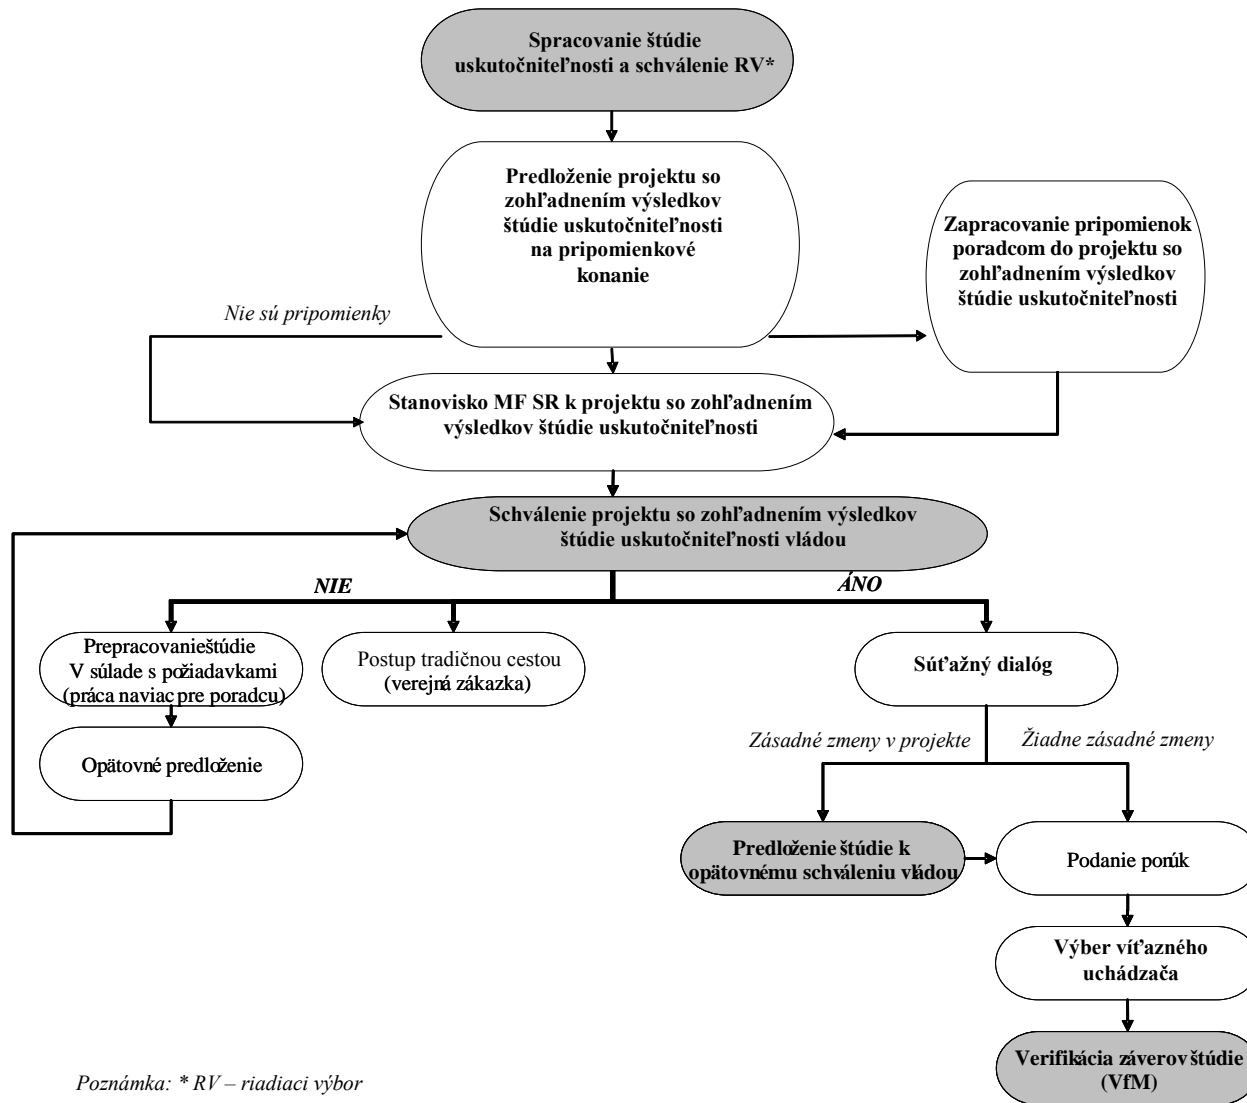 Spracovanie štúdie
uskutočniteľnosti a schválenie RV*
Predloženie projektu so
zohľadnením výsledkov
štúdie uskutočniteľnosti
na pripomienkové
konanie
Zapracovanie pripomienok
poradcom do projektu so
zohľadnením výsledkov
štúdie uskutočniteľnosti
Nie sú pripomienky
Stanovisko MF SR k projektu so zohľadnením
výsledkov štúdie uskutočniteľnosti
Schválenie projektu so zohľadnením výsledkov
štúdie uskutočniteľnosti vládou
NIE
ÁNO
Prepracovanieštúdie
V súlade s požiadavkami
(práca naviac pre poradcu)
Postup tradičnou cestou
(verejná zákazka)
Súťažný dialóg
Opätovné predloženie
Zásadné zmeny v projekte
Žiadne zásadné zmeny
Predloženie štúdie k
opätovnému schváleniu vládou
Podanie ponúk
Výber víťazného
uchádzača
Verifikácia záverov štúdie
(VfM)
Poznámka: * RV – riadiaci výbor